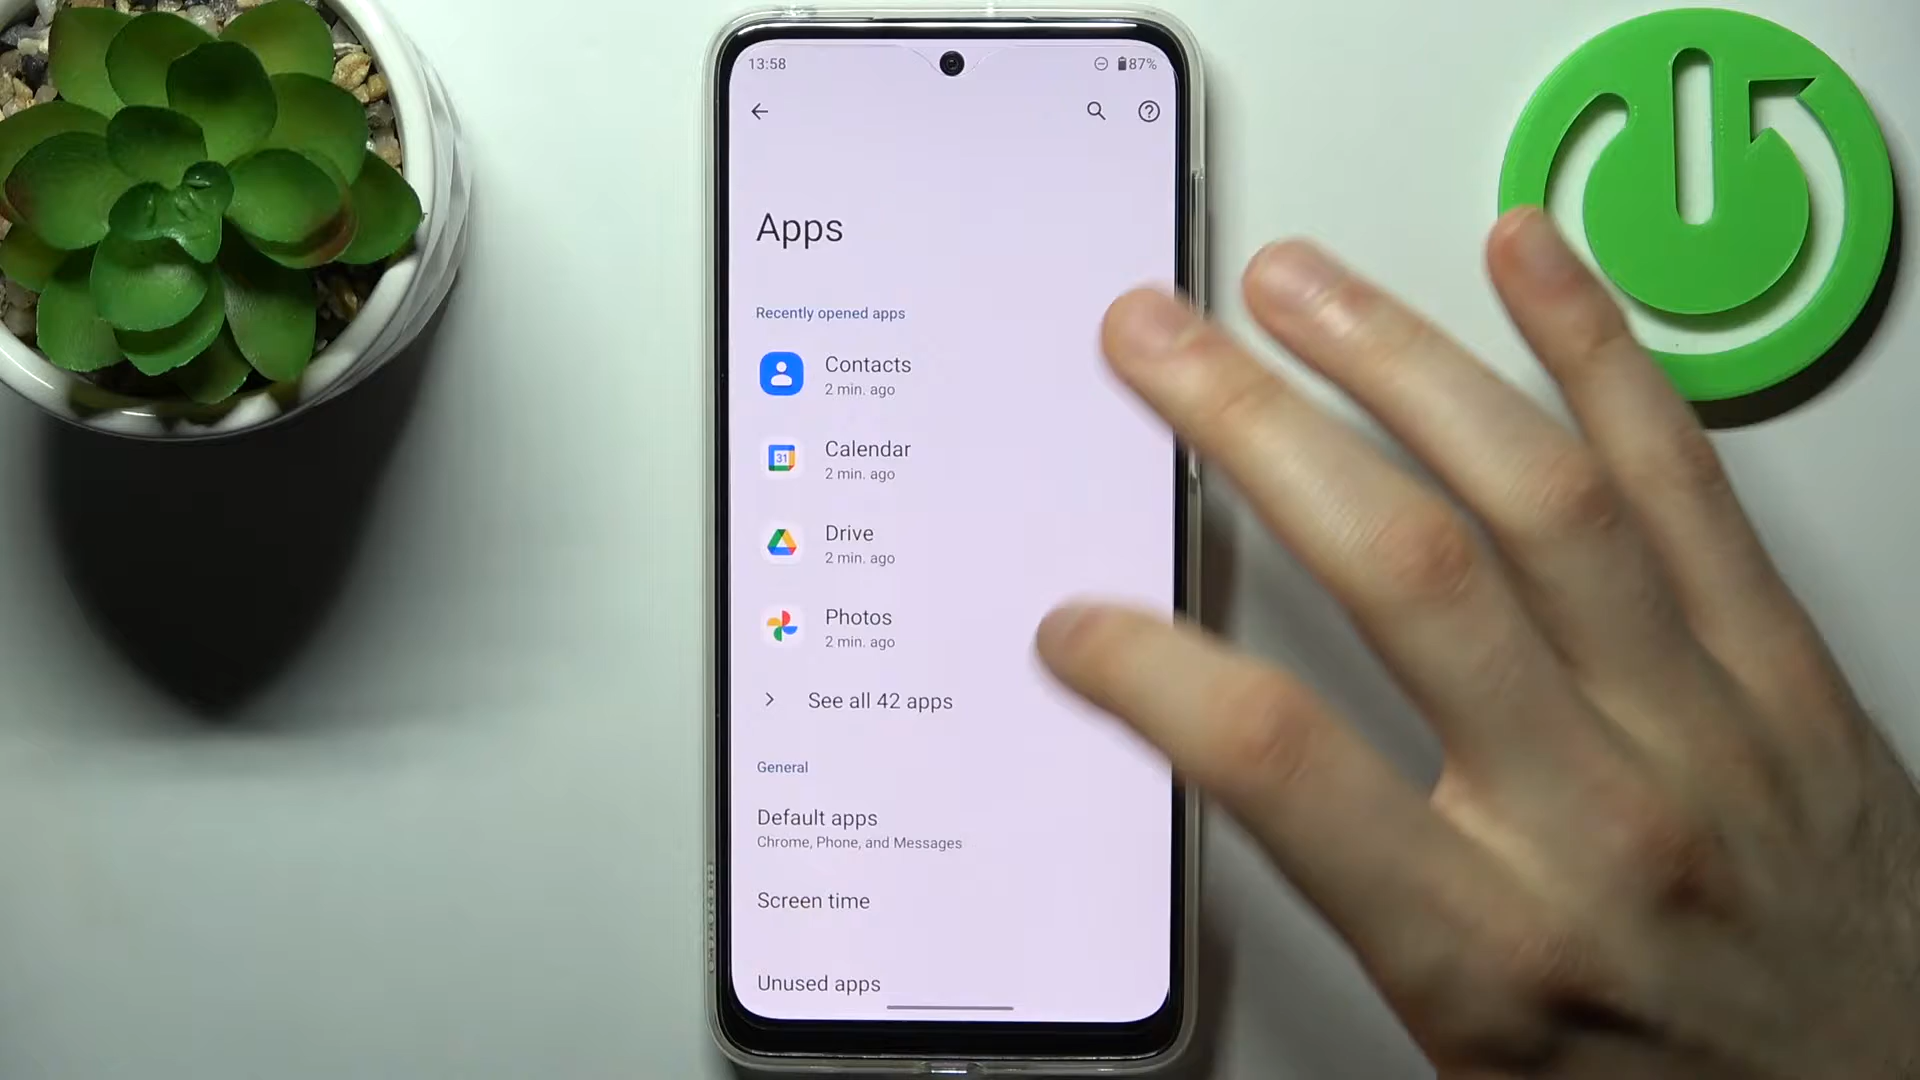 13:58
87%
Apps
Recently opened apps
Contacts
2 min. ago
31
Calendar
2 min. ago
Drive
2 min. ago
Photos
2 min. ago
See all 42 apps
General
Default apps
Chrome, Phone, and Messages
Screen time
Unused apps